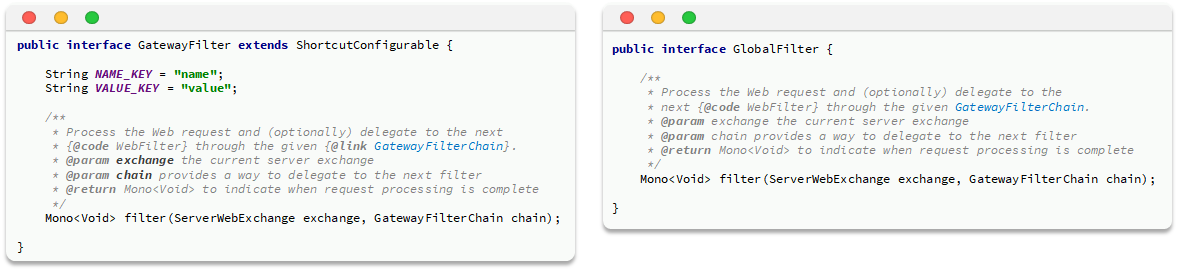 public interface GatewayFilter extends ShortcutConfigurable {
String NAME_KEY = "name";
String VALUE_KEY = "value";
/**
* Process the Web request and (optionally) delegate to the next
* {@code WebFilter} through the given {@link GatewayFilterChain}.
* @param exchange the current server exchange
* @param chain provides a way to delegate to the next filter
* @return Mono<Void> to indicate when request processing is complete
*/
Mono<Void> filter(ServerWebExchange exchange, GatewayFilterChain chain);
}
public interface GlobalFilter {
/**
* Process the Web request and (optionally) delegate to the
* next {@code WebFilter} through the given GatewayFilterChain.
* @param exchange the current server exchange
* @param chain provides a way to delegate to the next filter
* @return Mono<Void> to indicate when request processing is complete
*/
Mono<Void> filter(ServerWebExchange exchange, GatewayFilterChain chain);
}